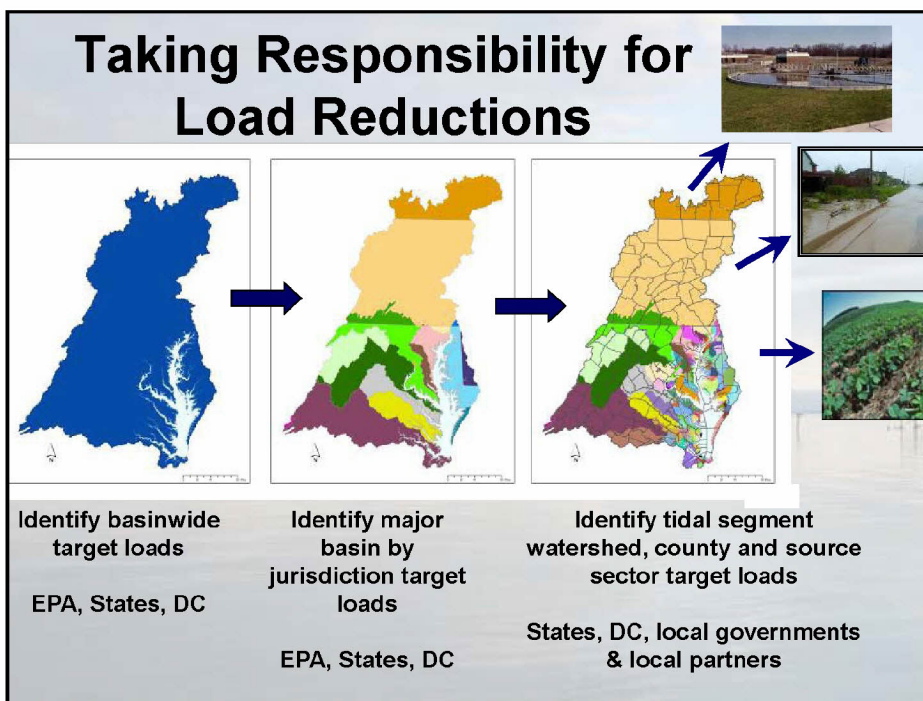 Taking Responsibility for
Load Reductions
Identify basinwide
target loads
EPA, States, DC
Identify major
basin by
jurisdiction target
loads
EPA, States, DC
Identify tidal segment
watershed, county and source
sector target loads
States, DC, local governments
& local partners